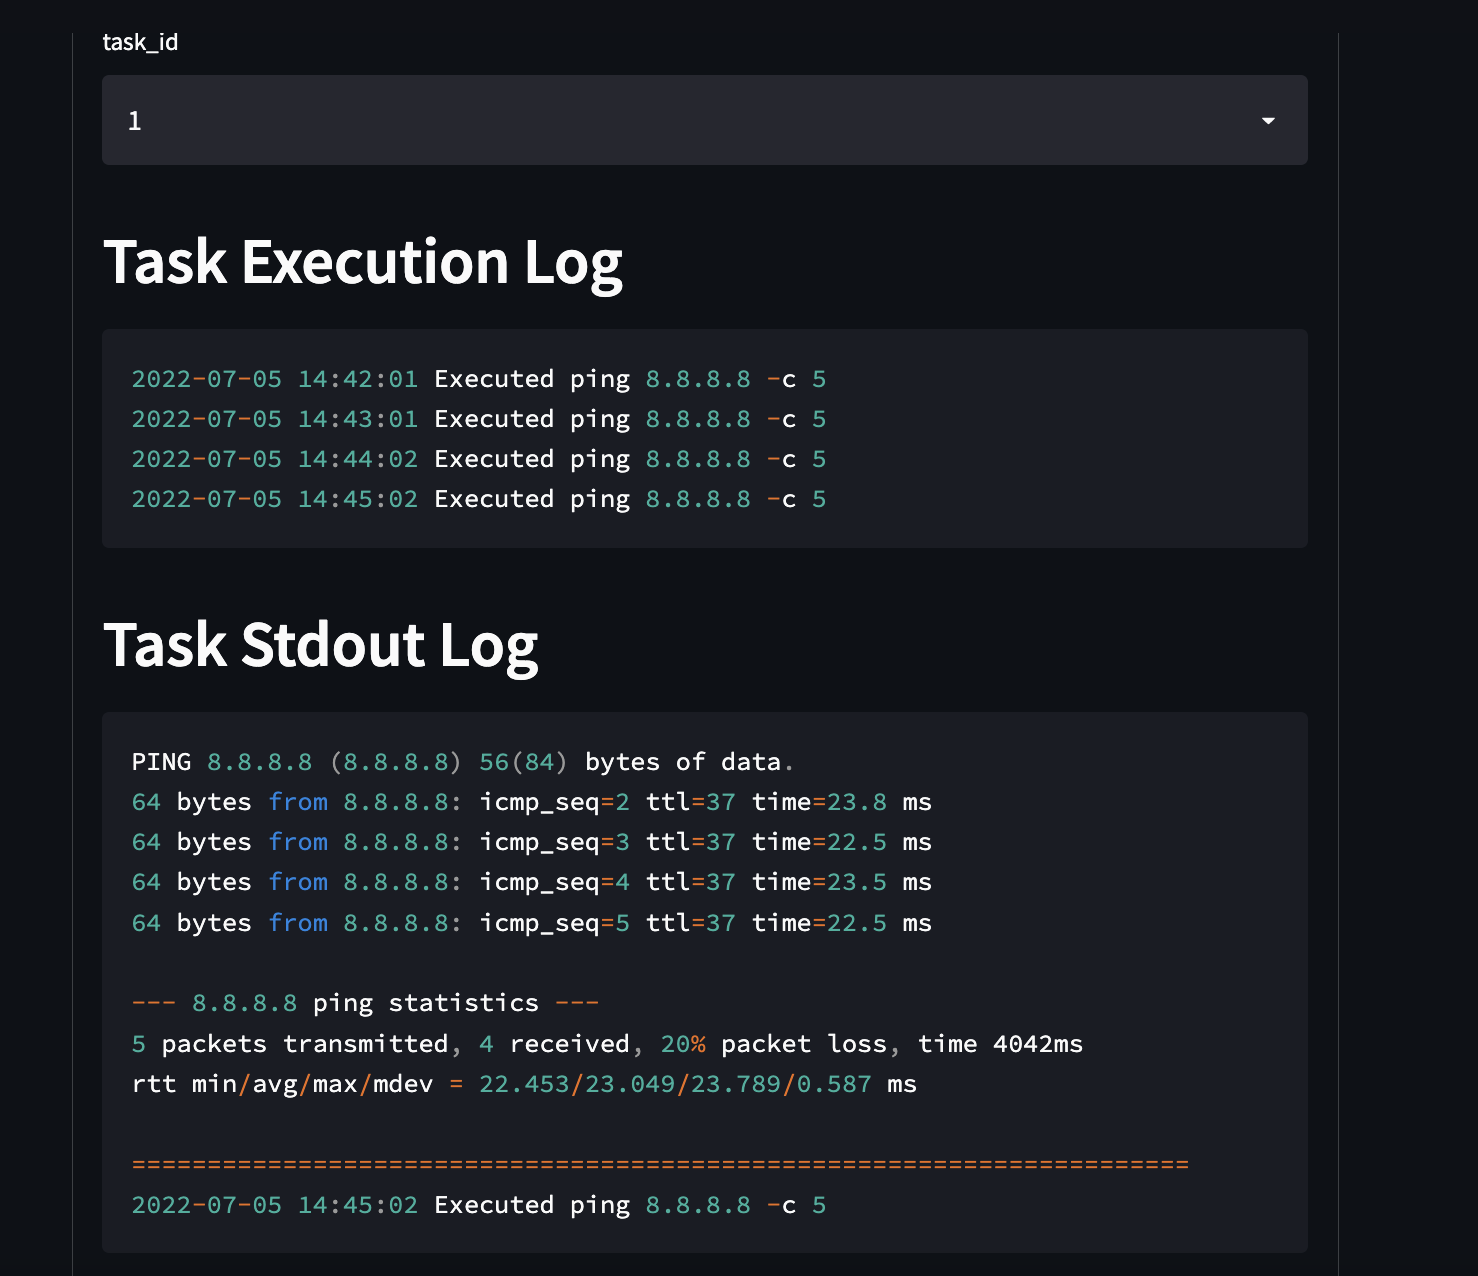 task_id
1
Task Execution Log
2022-07-05 14:42:01 Executed ping 8.8.8.8 -c 5
2022-07-05 14:43:01 Executed ping 8.8.8.8 -c 5
2022-07-05 14:44:02 Executed ping 8.8.8.8 -c 5
2022-07-05 14:45:02 Executed ping 8.8.8.8 -c 5
Task Stdout Log
PING 8.8.8.8 (8.8.8.8) 56(84) bytes of data.
64 bytes from 8.8.8.8: icmp_seq=2 ttl=37 time=23.8 ms
64 bytes from 8.8.8.8: icmp_seq=3 ttl=37 time=22.5 ms
64 bytes from 8.8.8.8: icmp_seq=4 ttl=37 time=23.5 ms
64 bytes from 8.8.8.8: icmp_seq=5 ttl=37 time=22.5 ms
--- 8.8.8.8 ping statistics ---
5 packets transmitted, 4 received, 20% packet loss, time 4042ms
rtt min/avg/max/mdev = 22.453/23.049/23.789/0.587 ms
======================================================================
2022-07-05 14:45:02 Executed ping 8.8.8.8 -c 5